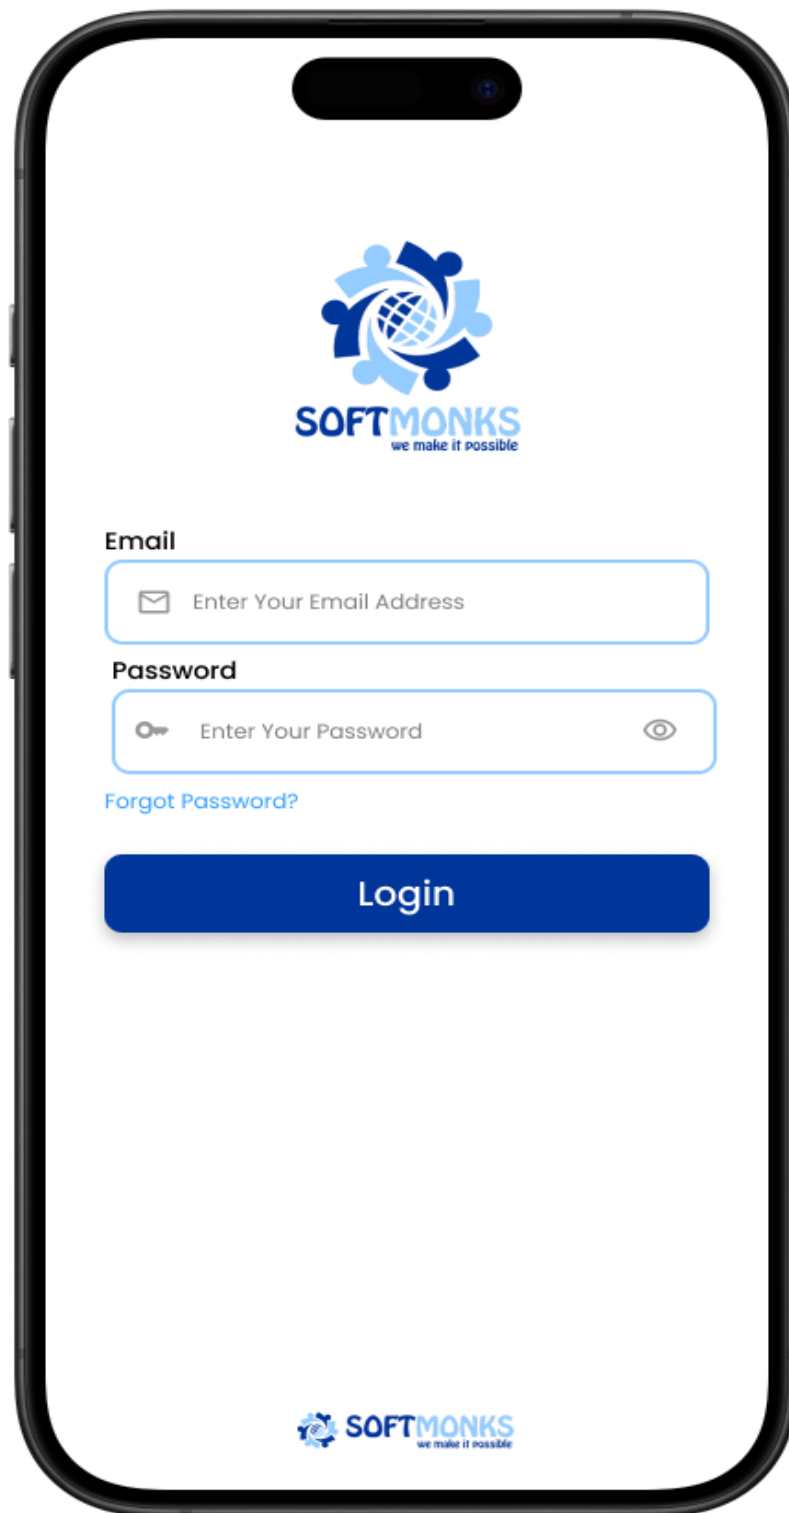 SOFTMONKS
we make it possible
Email
Enter Your Email Address
Password
Enter Your Password
Forgot Password?
Login
SOFTMONKS
we make it possible